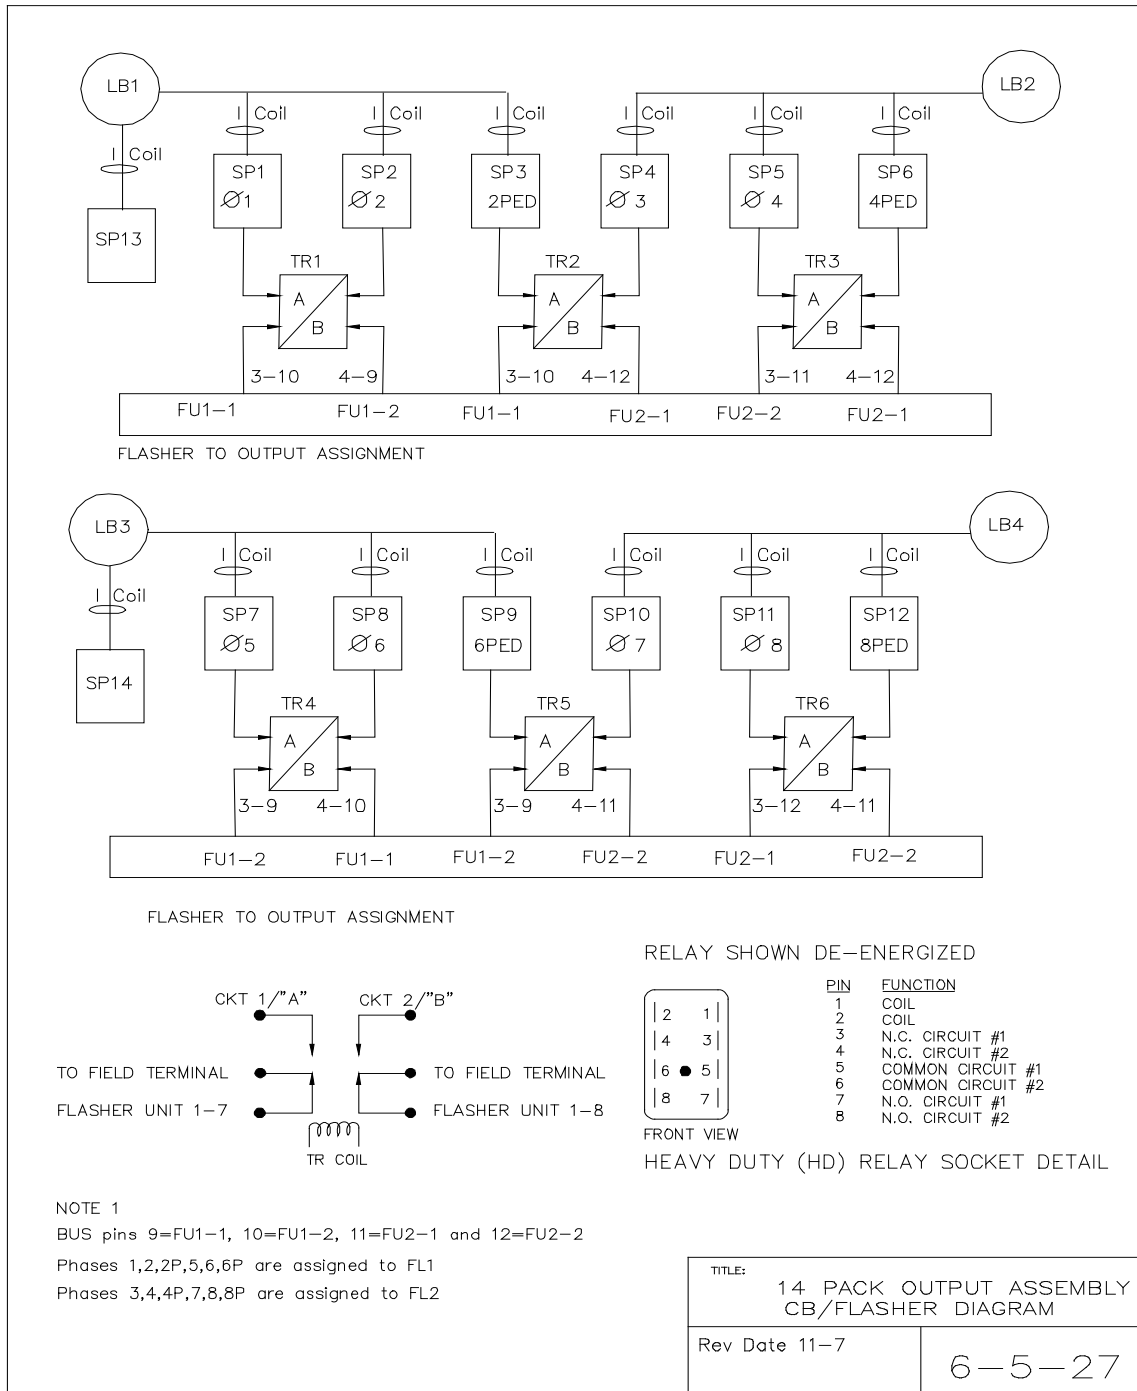 LB1
LB2
I Coil I Coil I Coil I Coil I Coil I Coil
I Coil
SP1 SP2 SP3 SP4 SP5 SP6
Ø1 Ø2 2PED Ø3 Ø4 4PED
SP13
TR1 TR2 TR3
A A A
B B B
3-10 4-9 3-10 4-12 3-11 4-12
FU1-1 FU1-2 FU1-1 FU2-1 FU2-2 FU2-1
FLASHER TO OUTPUT ASSIGNMENT
LB3
LB4
I Coil I Coil I Coil I Coil I Coil I Coil
I Coil
SP7 SP8 SP9 SP10 SP11 SP12
Ø5 Ø6 6PED Ø7 Ø8 8PED
SP14
TR4 TR5 TR6
A A A
B B B
3-9 4-10 3-9 4-11 3-12 4-11
FU1-2 FU1-1 FU1-2 FU2-2 FU2-1 FU2-2
FLASHER TO OUTPUT ASSIGNMENT
CKT 1/"A" CKT 2/"B"
TO FIELD TERMINAL TO FIELD TERMINAL
FLASHER UNIT 1-7 FLASHER UNIT 1-8
TR COIL
RELAY SHOWN DE-ENERGIZED
2 1
4 3
6 5
8 7
FRONT VIEW
PIN FUNCTION
1 COIL
2 COIL
3 N.C. CIRCUIT #1
4 N.C. CIRCUIT #2
5 COMMON CIRCUIT #1
6 COMMON CIRCUIT #2
7 N.O. CIRCUIT #1
8 N.O. CIRCUIT #2
HEAVY DUTY (HD) RELAY SOCKET DETAIL
NOTE 1
BUS pins 9=FU1-1, 10=FU1-2, 11=FU2-1 and 12=FU2-2
Phases 1,2,2P,5,6,6P are assigned to FL1
Phases 3,4,4P,7,8,8P are assigned to FL2
TITLE:
14 PACK OUTPUT ASSEMBLY
CB/FLASHER DIAGRAM
Rev Date 11-7
6-5-27